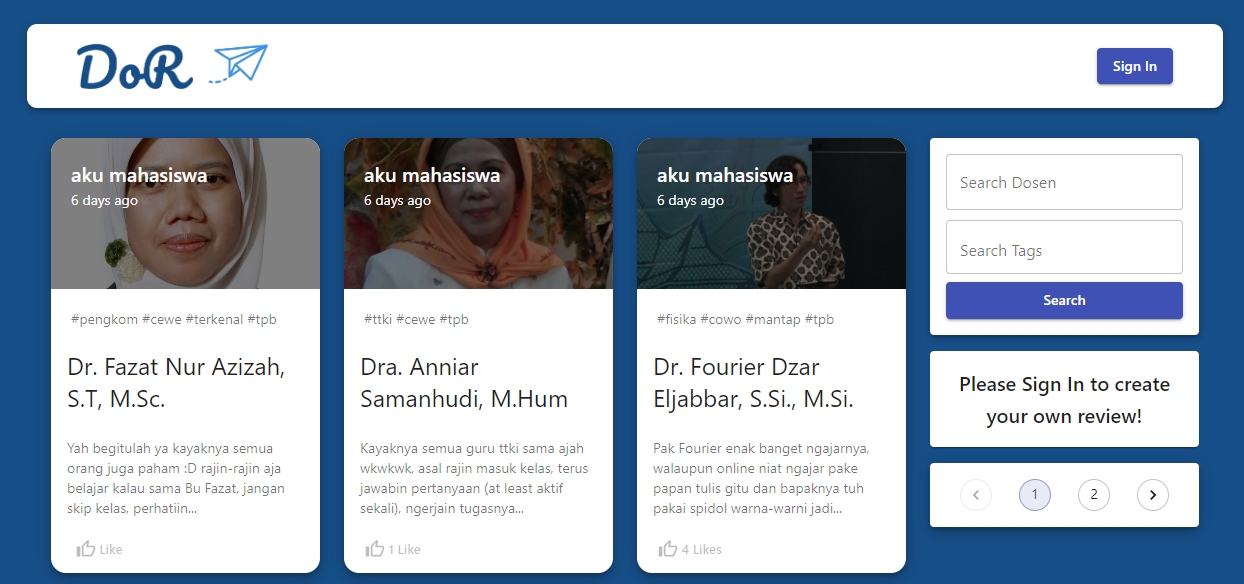 DoR
Sign In
aku mahasiswa
6 days ago
#pengkom #cewe #terkenal #tpb
Dr. Fazat Nur Azizah,
S.T, M.Sc.
Yah begitulah ya kayaknya semua
orang juga paham :D rajin-rajin aja
belajar kalau sama Bu Fazat, jangan
skip kelas, perhatiin...
Like
aku mahasiswa
6 days ago
#ttki #cewe #tpb
Dra. Anniar
Samanhudi, M.Hum
Kayaknya semua guru ttki sama ajah
wkwkwk, asal rajin masuk kelas, terus
jawabin pertanyaan (at least aktif
sekali), ngerjain tugasnya...
1 Like
aku mahasiswa
6 days ago
#fisika #cowo #mantap #tpb
Dr. Fourier Dzar
Eljabbar, S.Si., M.Si.
Pak Fourier enak banget ngajarnya,
walaupun online niat ngajar pake
papan tulis gitu dan bapaknya tuh
pakai spidol warna-warni jadi...
4 Likes
Search Dosen
Search Tags
Search
Please Sign In to create
your own review!
1 2